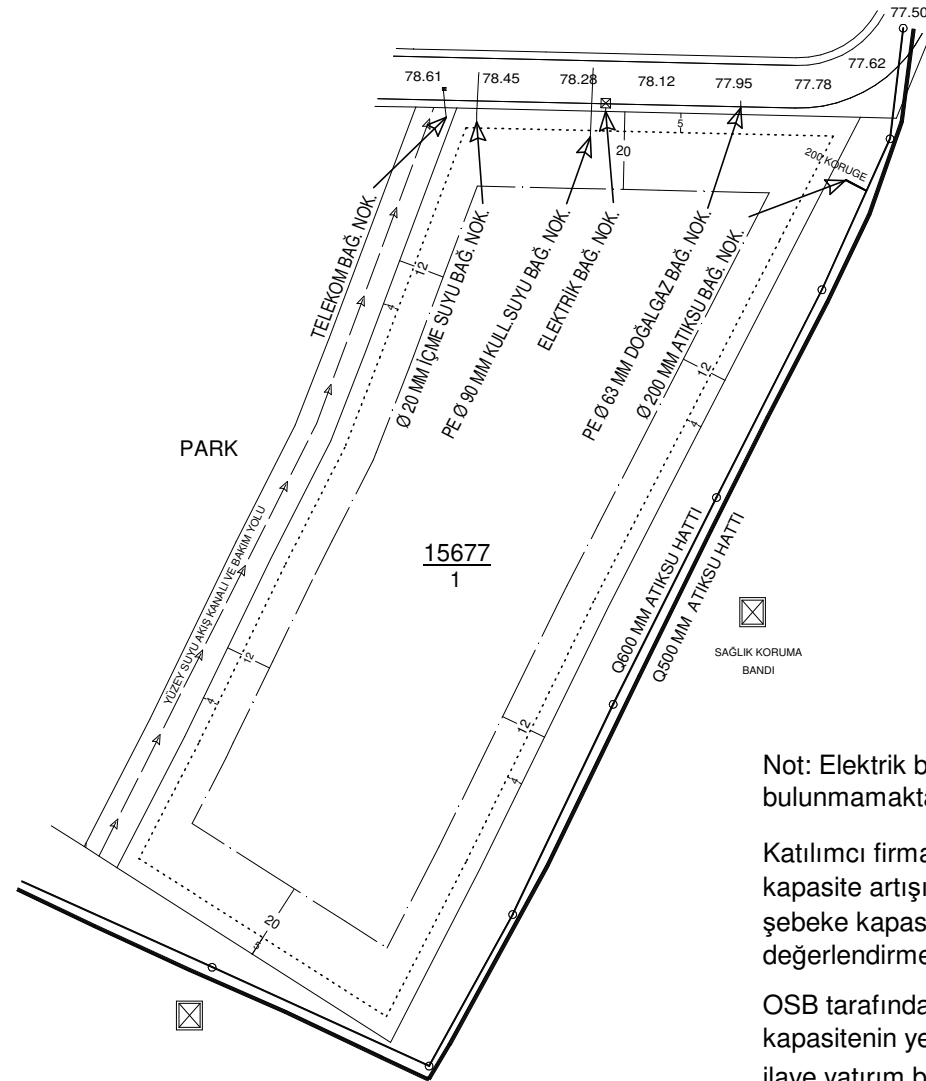 77.50
77.62
78.61
78.45
78.28
78.12
77.95
77.78
5
20
200 KORUGE
TELEKOM BAĞ. NOK.
Ø 20 MM İÇME SUYU BAĞ. NOK.
PE Ø 90 MM KULL.SUYU BAĞ. NOK.
ELEKTRİK BAĞ. NOK.
PE Ø 63 MM DOĞALGAZ BAĞ. NOK.
Ø 200 MM ATIKSU BAĞ. NOK.
12
4
12
4
PARK
YÜZEY SUYU AKIŞ KANALI VE BAKIM YOLU
15677
1
Q600 MM ATIKSU HATTI
Q500 MM ATIKSU HATTI
SAĞLIK KORUMA
BANDI
12
4
12
4
20
5
Not: Elektrik b
bulunmamakta
Katılımcı firma
kapasite artışı
şebeke kapas
değerlendirme
OSB tarafında
kapasitenin ye
ilave yatırım b